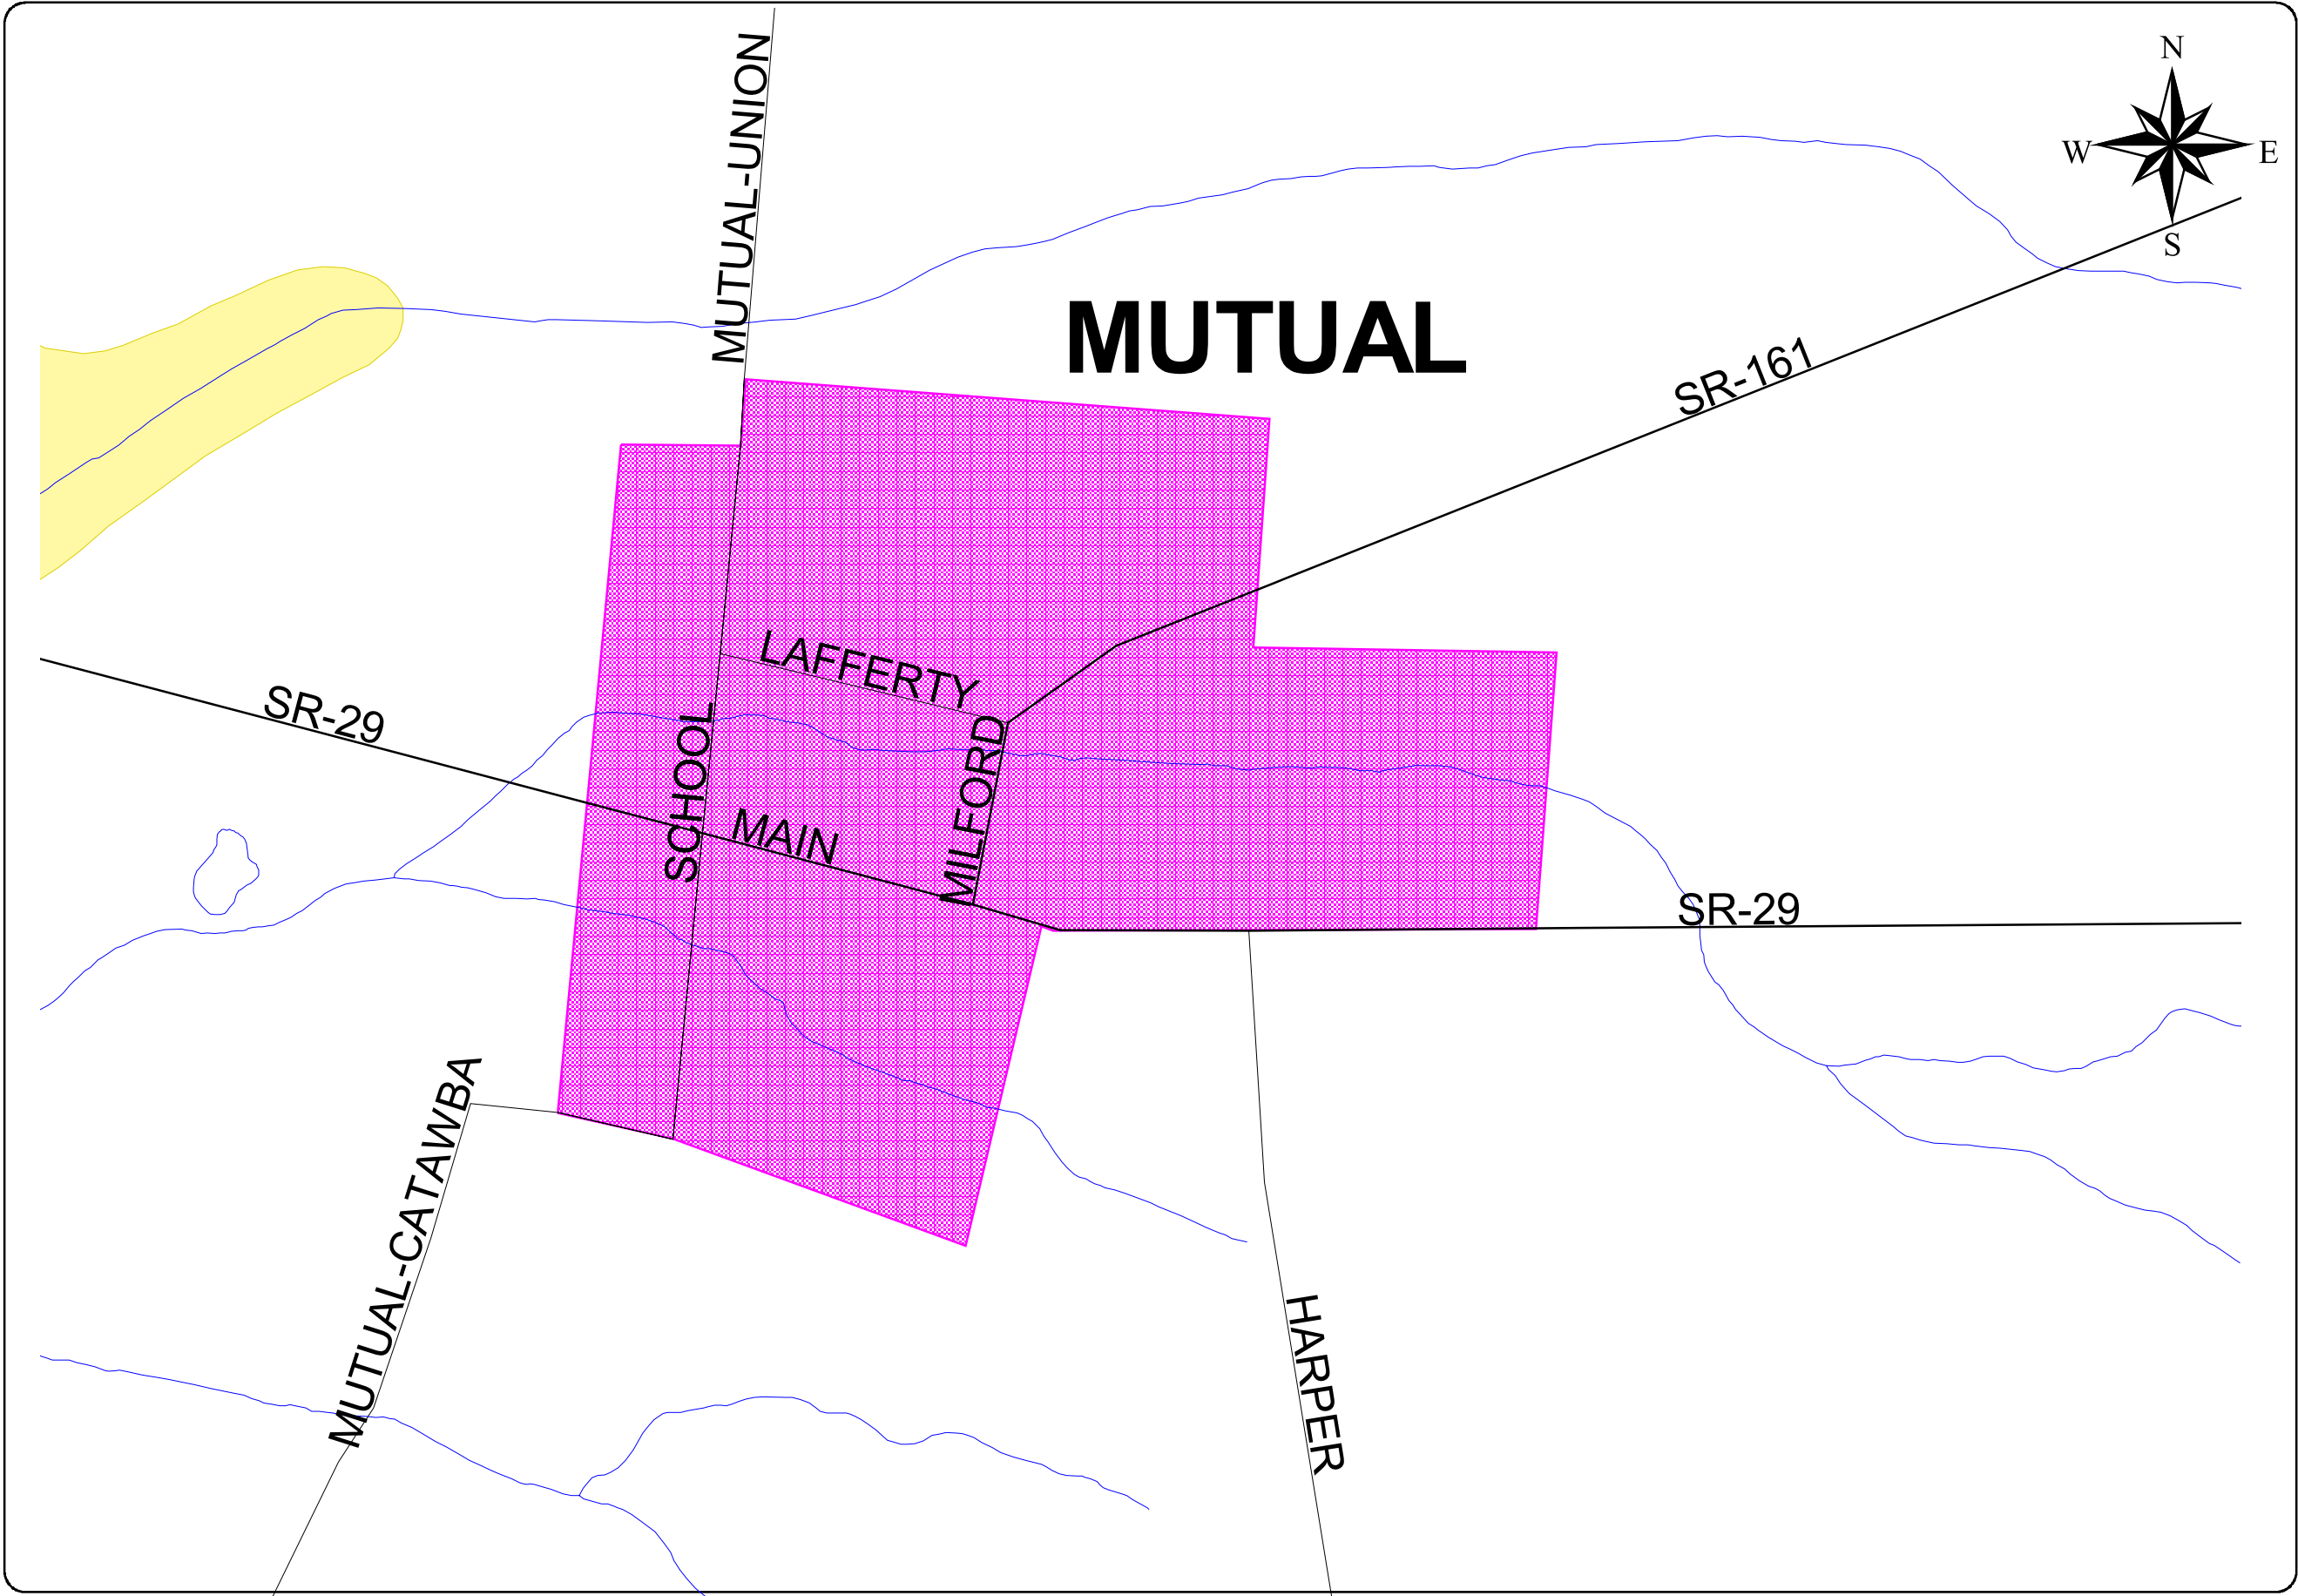 N
W
E
S
MUTUAL-UNION
MUTUAL
SR-161
LAFFERTY
SR-29
SCHOOL
MILFORD
MAIN
SR-29
MUTUAL-CATAWBA
HARPER